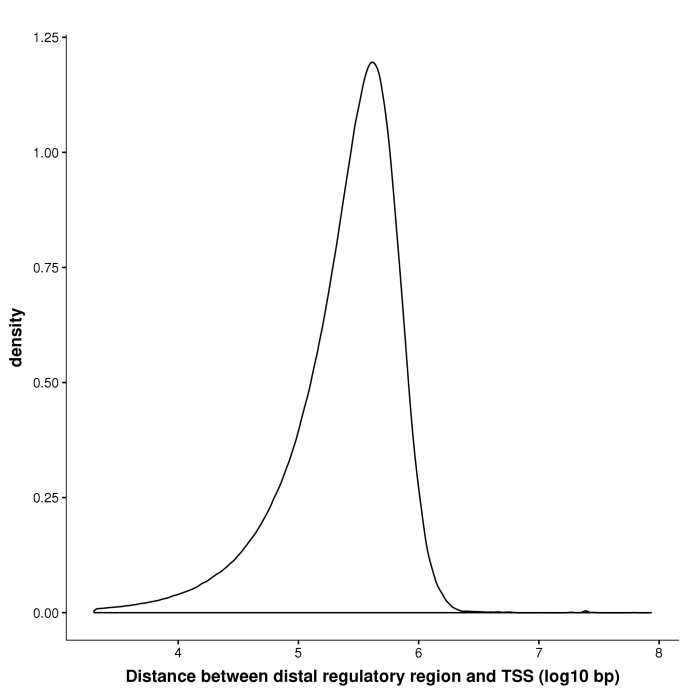 1.25
1.00
0.75
0.50
0.25
0.00
density
4 5 6 7 8
Distance between distal regulatory region and TSS (log10 bp)